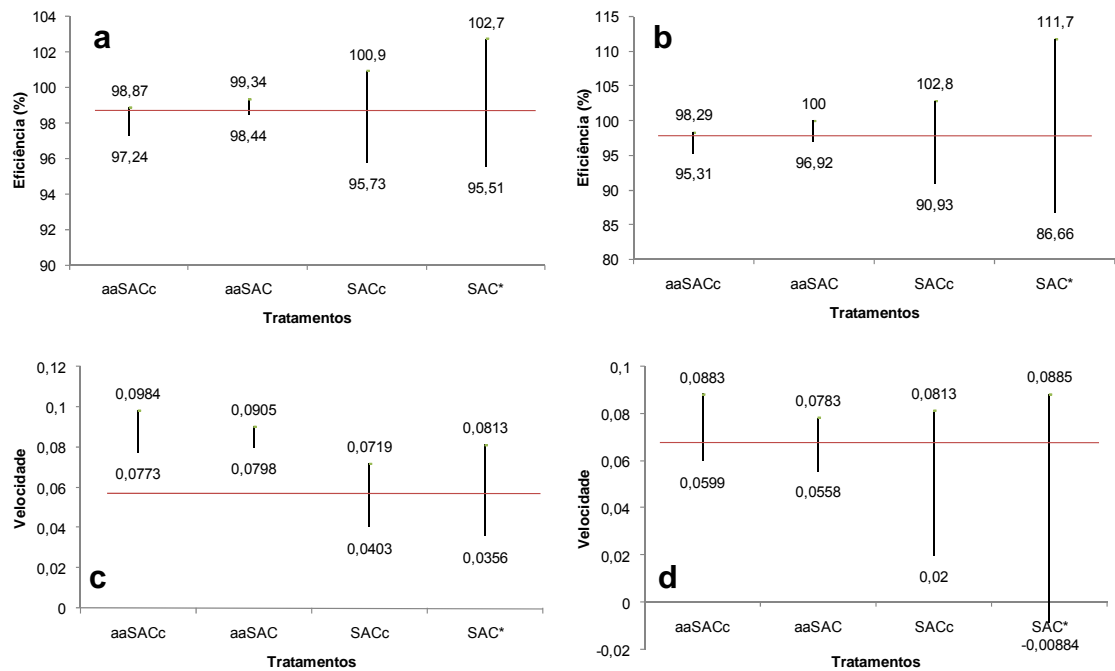 a
Eficiência (%)
104
102
100
98
96
94
92
90
98,87
97,24
99,34
98,44
100,9
95,73
102,7
95,51
aaSACc
aaSAC
SACc
SAC*
Tratamentos
b
Eficiência (%)
115
110
105
100
95
90
85
80
98,29
95,31
100
96,92
102,8
90,93
111,7
86,66
aaSACc
aaSAC
SACc
SAC*
Tratamentos
c
Velocidade
0,12
0,1
0,08
0,06
0,04
0,02
0
0,0984
0,0773
0,0905
0,0798
0,0719
0,0403
0,0813
0,0356
aaSACc
aaSAC
SACc
SAC*
Tratamentos
d
Velocidade
0,1
0,08
0,06
0,04
0,02
0
-0,02
0,0883
0,0599
0,0783
0,0558
0,0813
0,02
0,0885
-0,00884
aaSACc
aaSAC
SACc
SAC*
Tratamentos